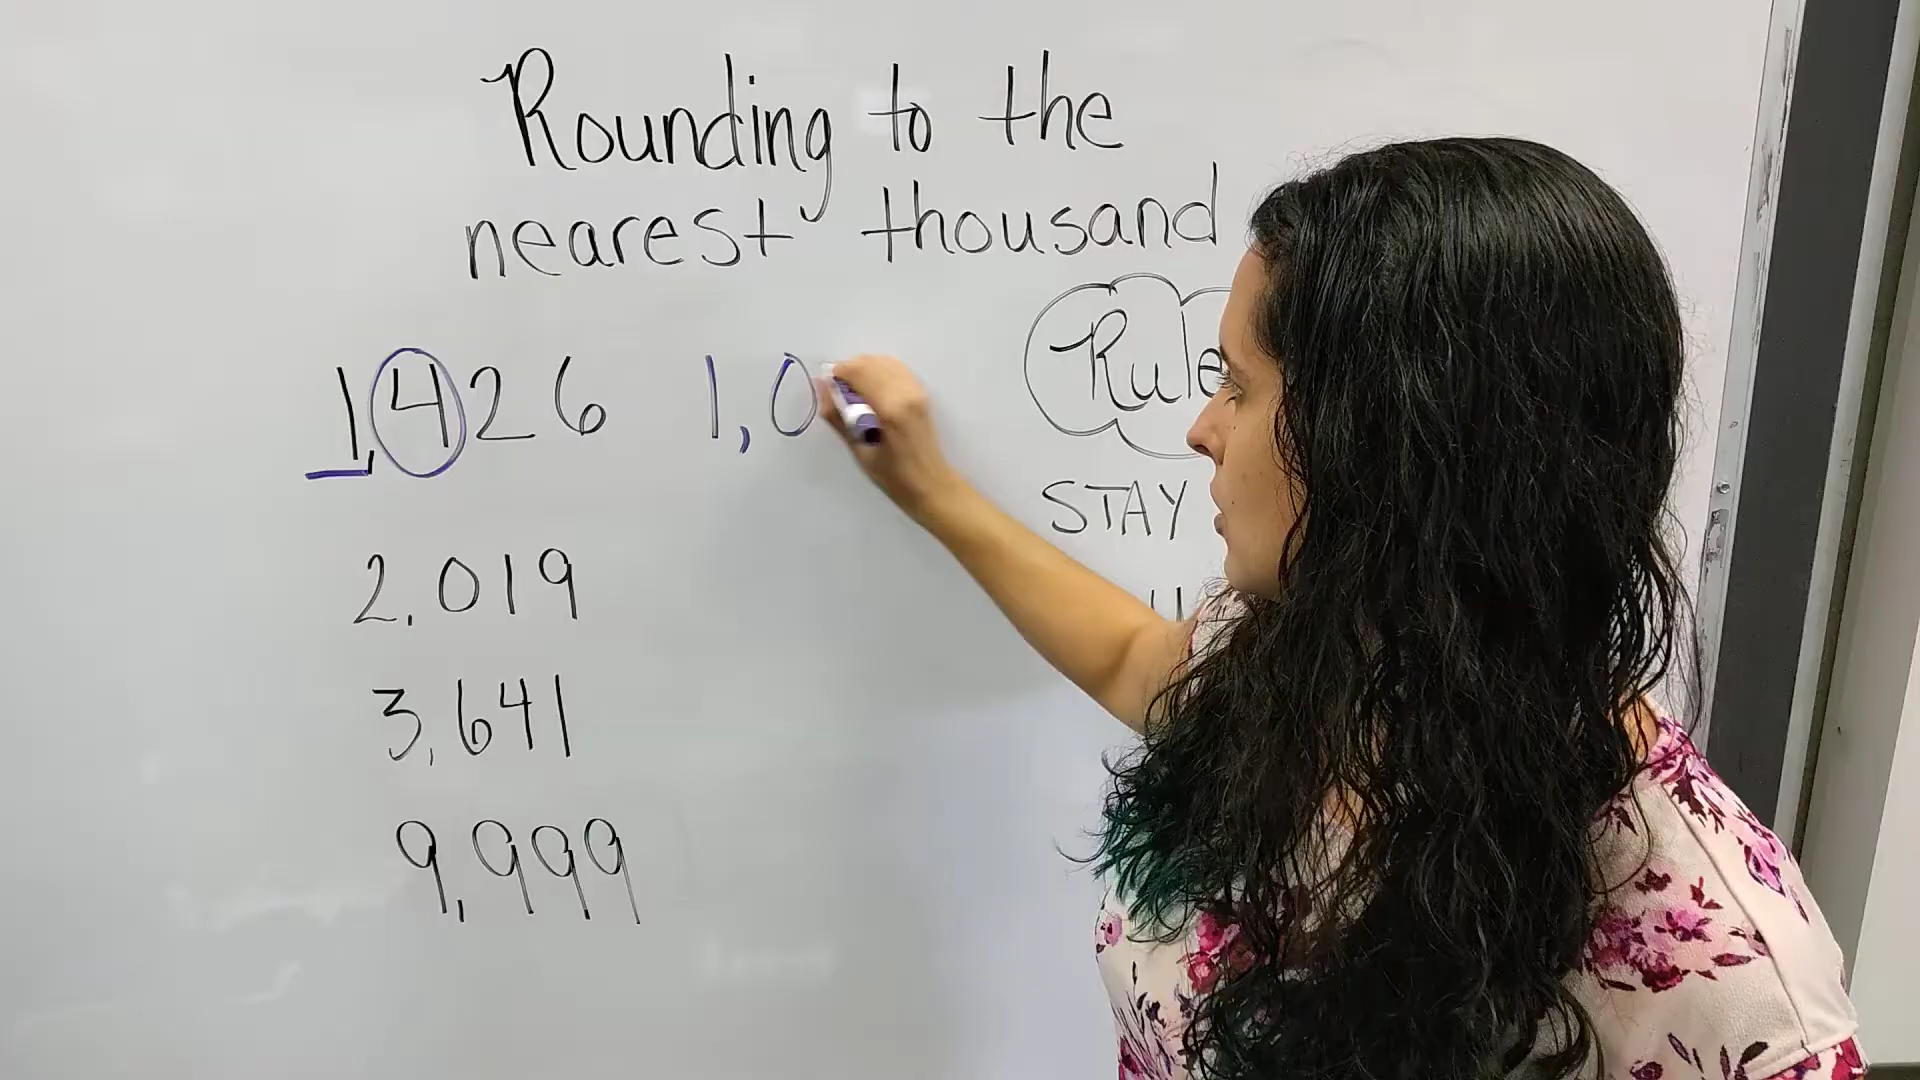 Rounding to the
nearest thousand
1,426 1,0
Rule
STAY
2,019
3,641
9,999